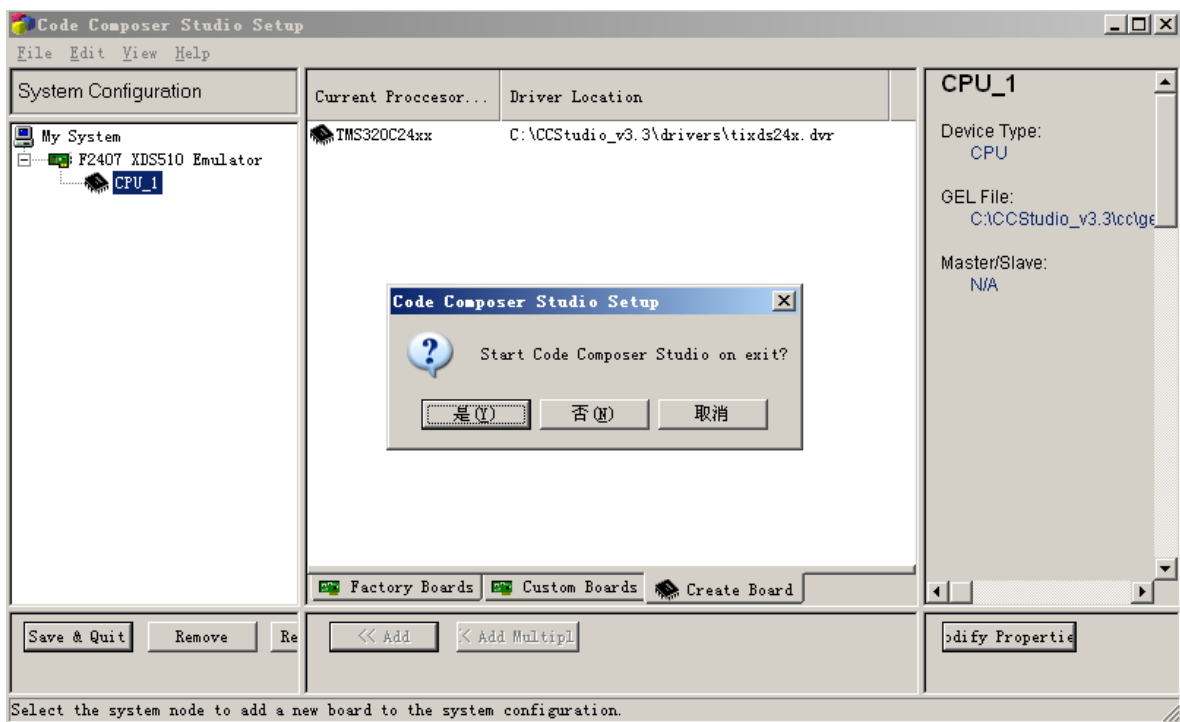 Code Composer Studio Setup
File Edit View Help
System Configuration
My System
F2407 XDS510 Emulator
CPU_1
Current Proccesor... Driver Location
TMS320C24xx C:\CCStudio_v3.3\drivers\tixds24x.dvr
CPU_1
Device Type:
CPU
GEL File:
C:\CCStudio_v3.3\cc\ge
Master/Slave:
N/A
Code Composer Studio Setup
Start Code Composer Studio on exit?
是(Y) 否(N) 取消
Factory Boards Custom Boards Create Board
Save & Quit Remove Re << Add < Add Multipl odify Propertie
Select the system node to add a new board to the system configuration.